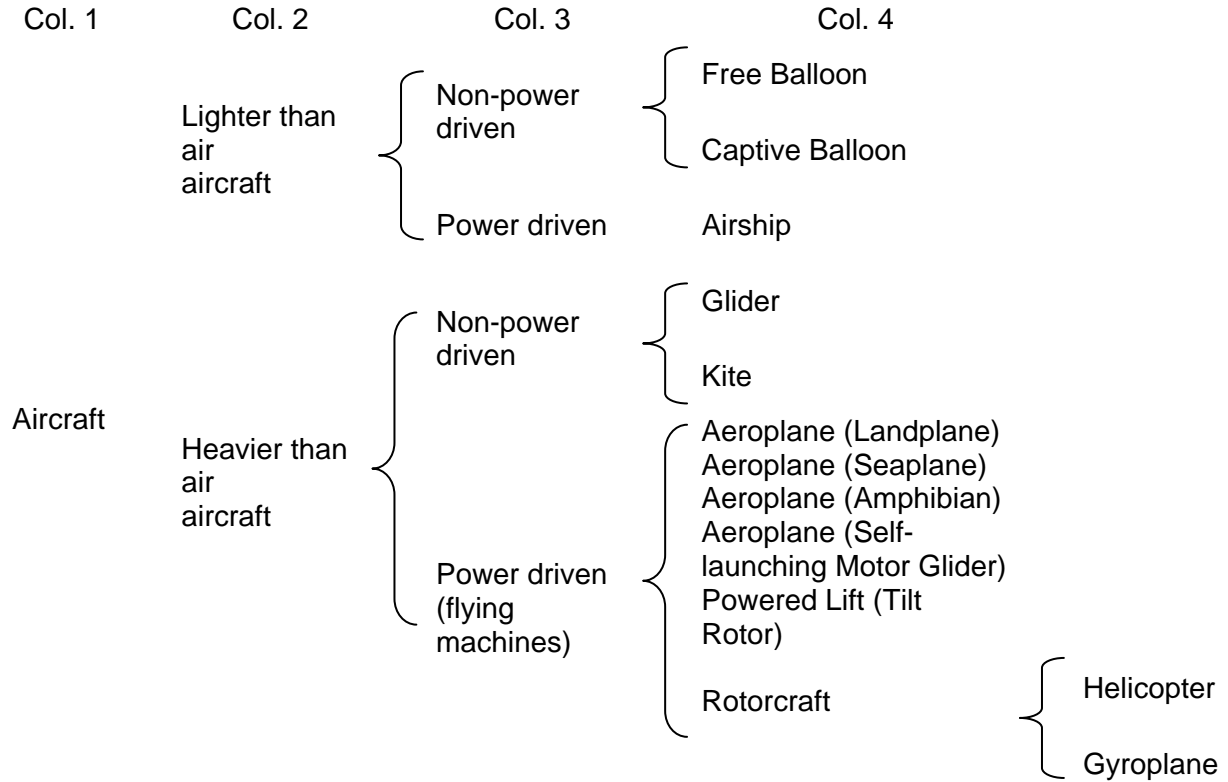 Col. 1 Col. 2 Col. 3 Col. 4
Lighter than
air
aircraft
Non-power
driven
Free Balloon
Captive Balloon
Power driven
Airship
Aircraft
Heavier than
air
aircraft
Non-power
driven
Glider
Kite
Power driven
(flying
machines)
Aeroplane (Landplane)
Aeroplane (Seaplane)
Aeroplane (Amphibian)
Aeroplane (Self-
launching Motor Glider)
Powered Lift (Tilt
Rotor)
Rotorcraft
Helicopter
Gyroplane